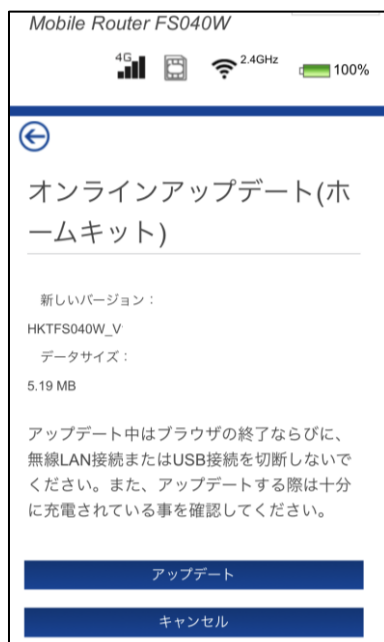 Mobile Router FS040W
4G
2.4GHz
100%
オンラインアップデート(ホ
ームキット)
新しいバージョン：
HKTFS040W_V
データサイズ：
5.19 MB
アップデート中はブラウザの終了ならびに、
無線LAN接続またはUSB接続を切断しないで
ください。また、アップデートする際は十分
に充電されている事を確認してください。
アップデート
キャンセル